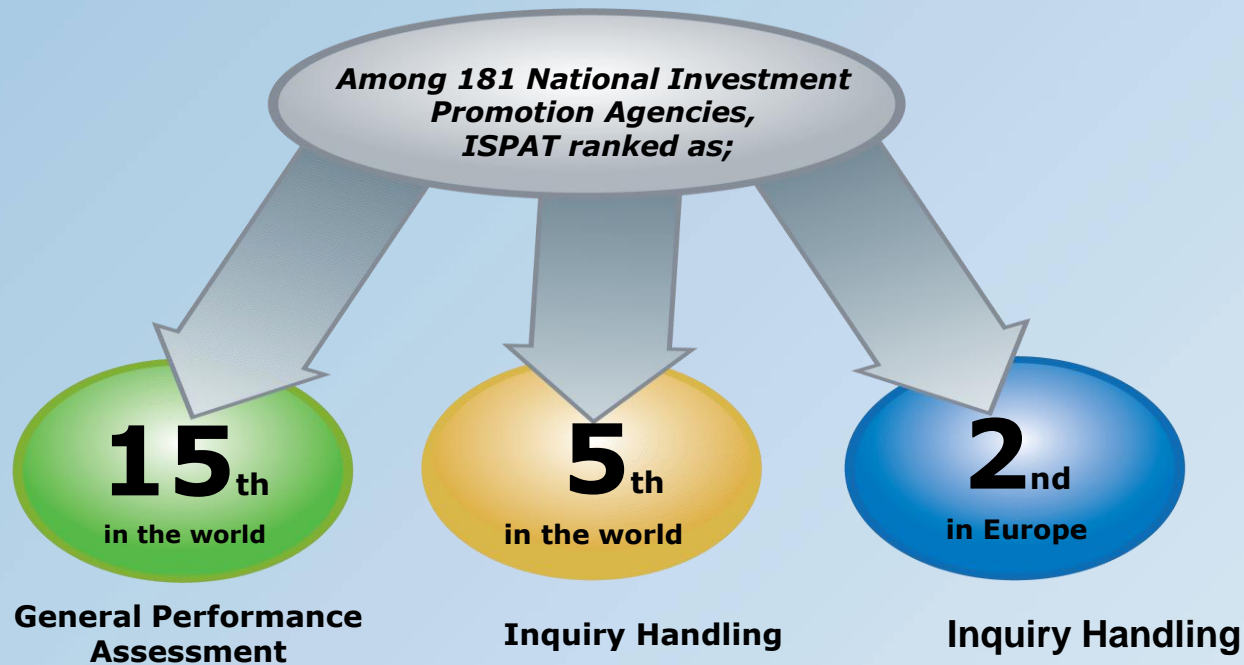 Among 181 National Investment
Promotion Agencies,
ISPAT ranked as;
15th
in the world
General Performance
Assessment
5th
in the world
Inquiry Handling
2nd
in Europe
Inquiry Handling